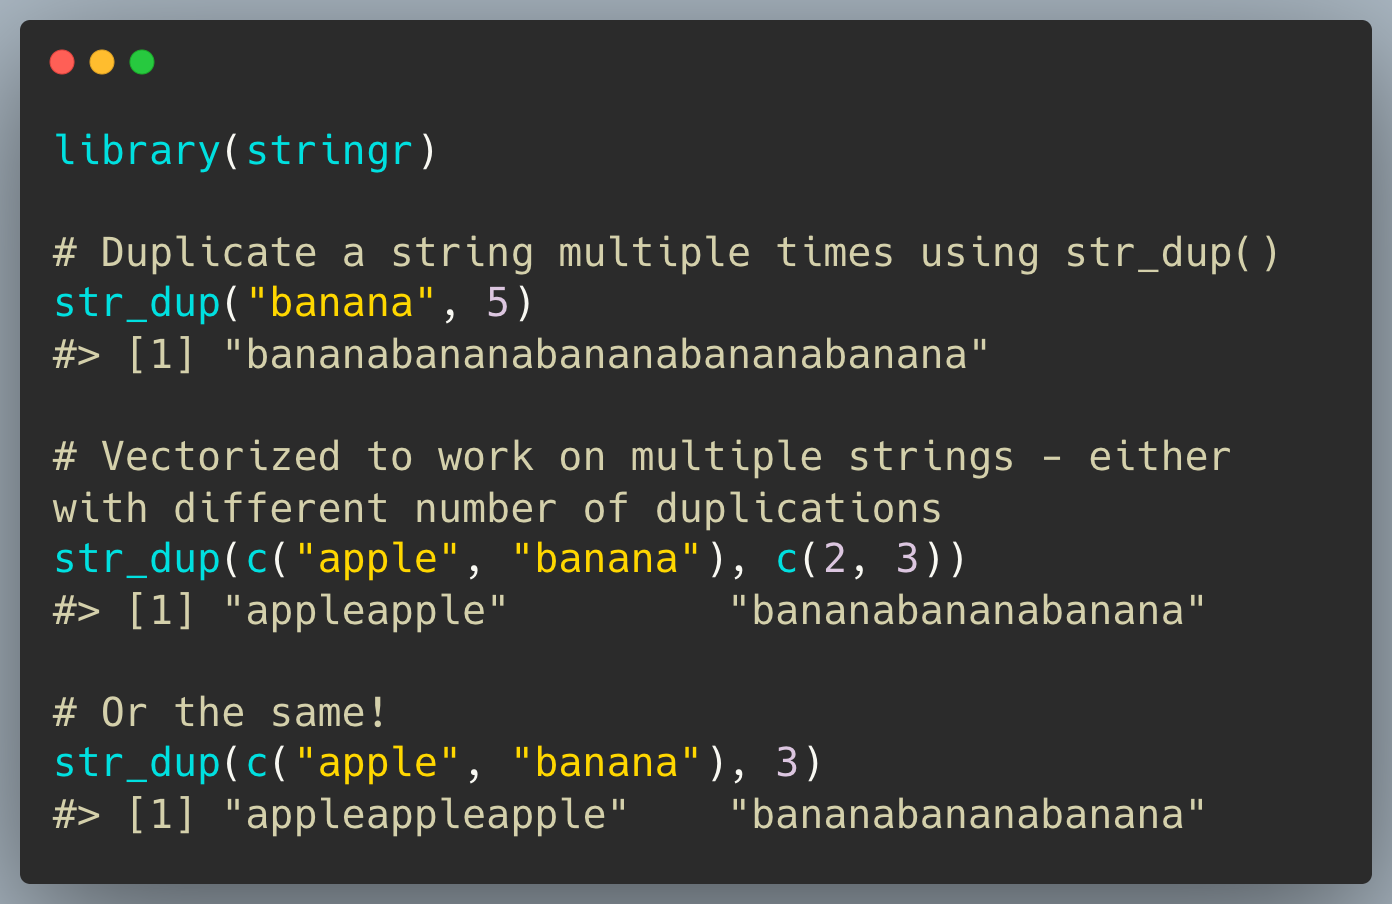 library(stringr)
# Duplicate a string multiple times using str_dup()
str_dup("banana", 5)
#> [1] "bananabananabananabananabanana"
# Vectorized to work on multiple strings - either
with different number of duplications
str_dup(c("apple", "banana"), c(2, 3))
#> [1] "appleapple"         "bananabananabanana"
# Or the same!
str_dup(c("apple", "banana"), 3)
#> [1] "appleappleapple"    "bananabananabanana"